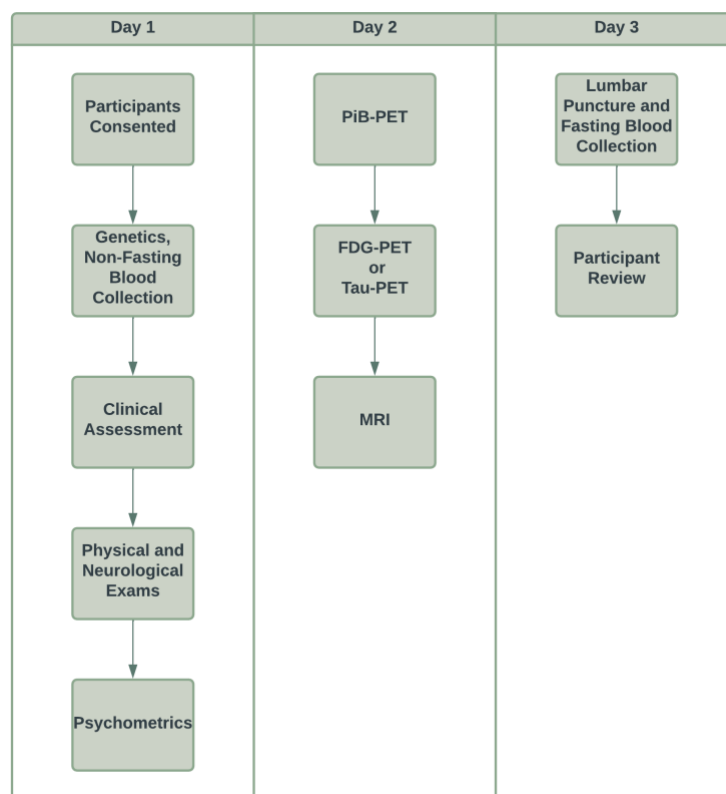 Day 1
Day 2
Day 3
Participants
Consented
Genetics,
Non-Fasting
Blood
Collection
Clinical
Assessment
Physical and
Neurological
Exams
Psychometrics
PiB-PET
FDG-PET
or
Tau-PET
MRI
Lumbar
Puncture and
Fasting Blood
Collection
Participant
Review